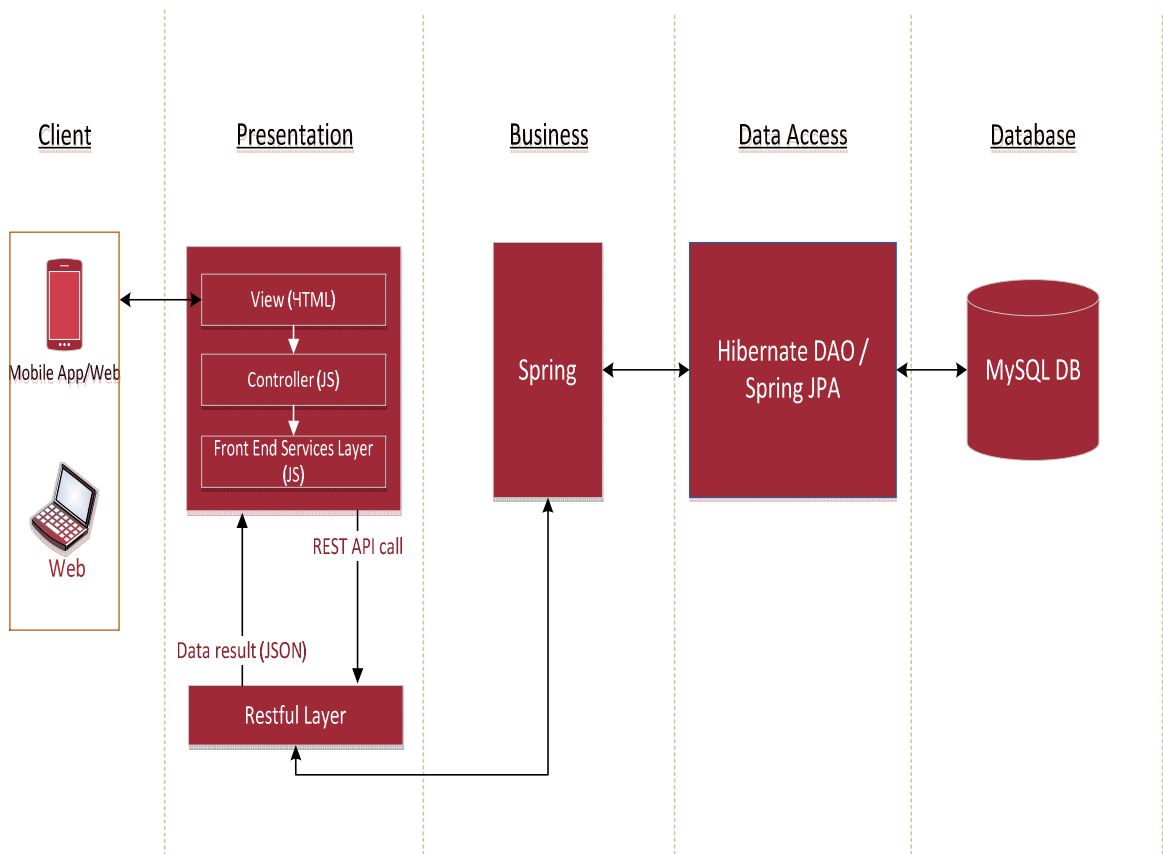 Client
Presentation
Business
Data Access
Database
Mobile App/Web
Web
View (HTML)
Controller (JS)
Front End Services Layer
(JS)
REST API call
Data result (JSON)
Restful Layer
Spring
Hibernate DAO /
Spring JPA
MySQL DB